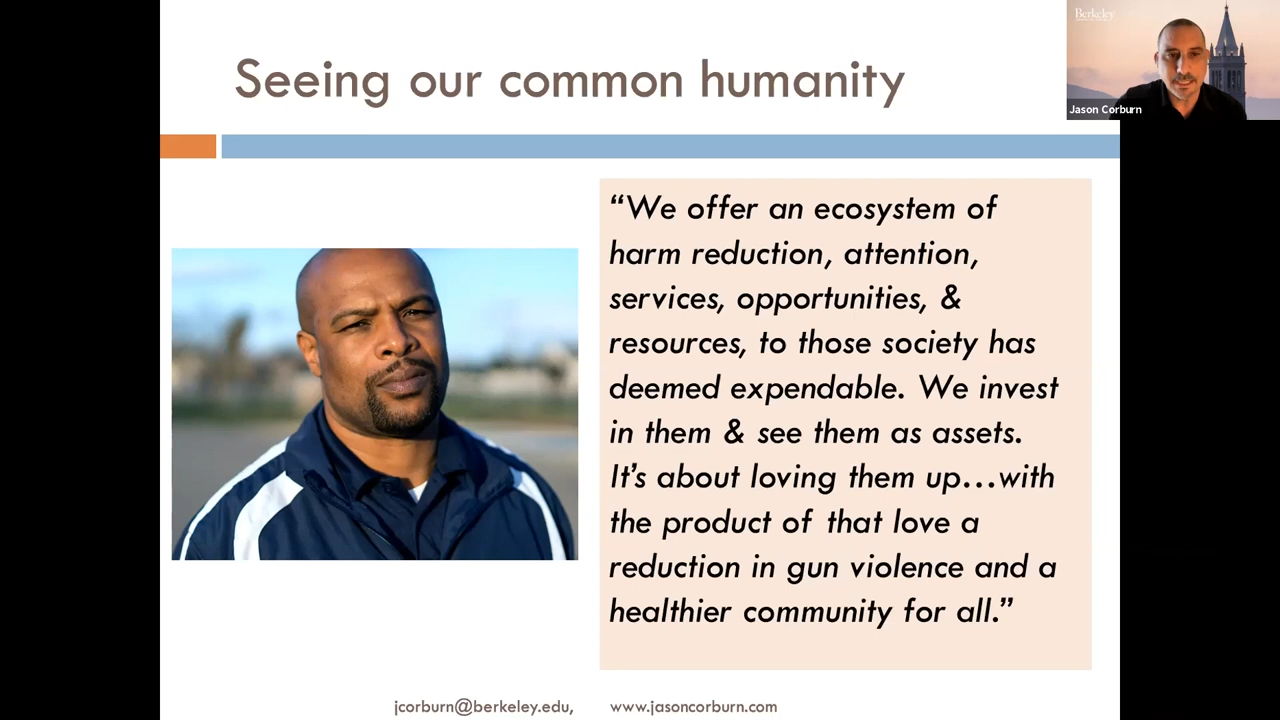 Seeing our common humanity
Berkeley
Jason Corburn
“We offer an ecosystem of
harm reduction, attention,
services, opportunities, &
resources, to those society has
deemed expendable. We invest
in them & see them as assets.
It’s about loving them up…with
the product of that love a
reduction in gun violence and a
healthier community for all.”
jcorburn@berkeley.edu, www.jasoncorburn.com